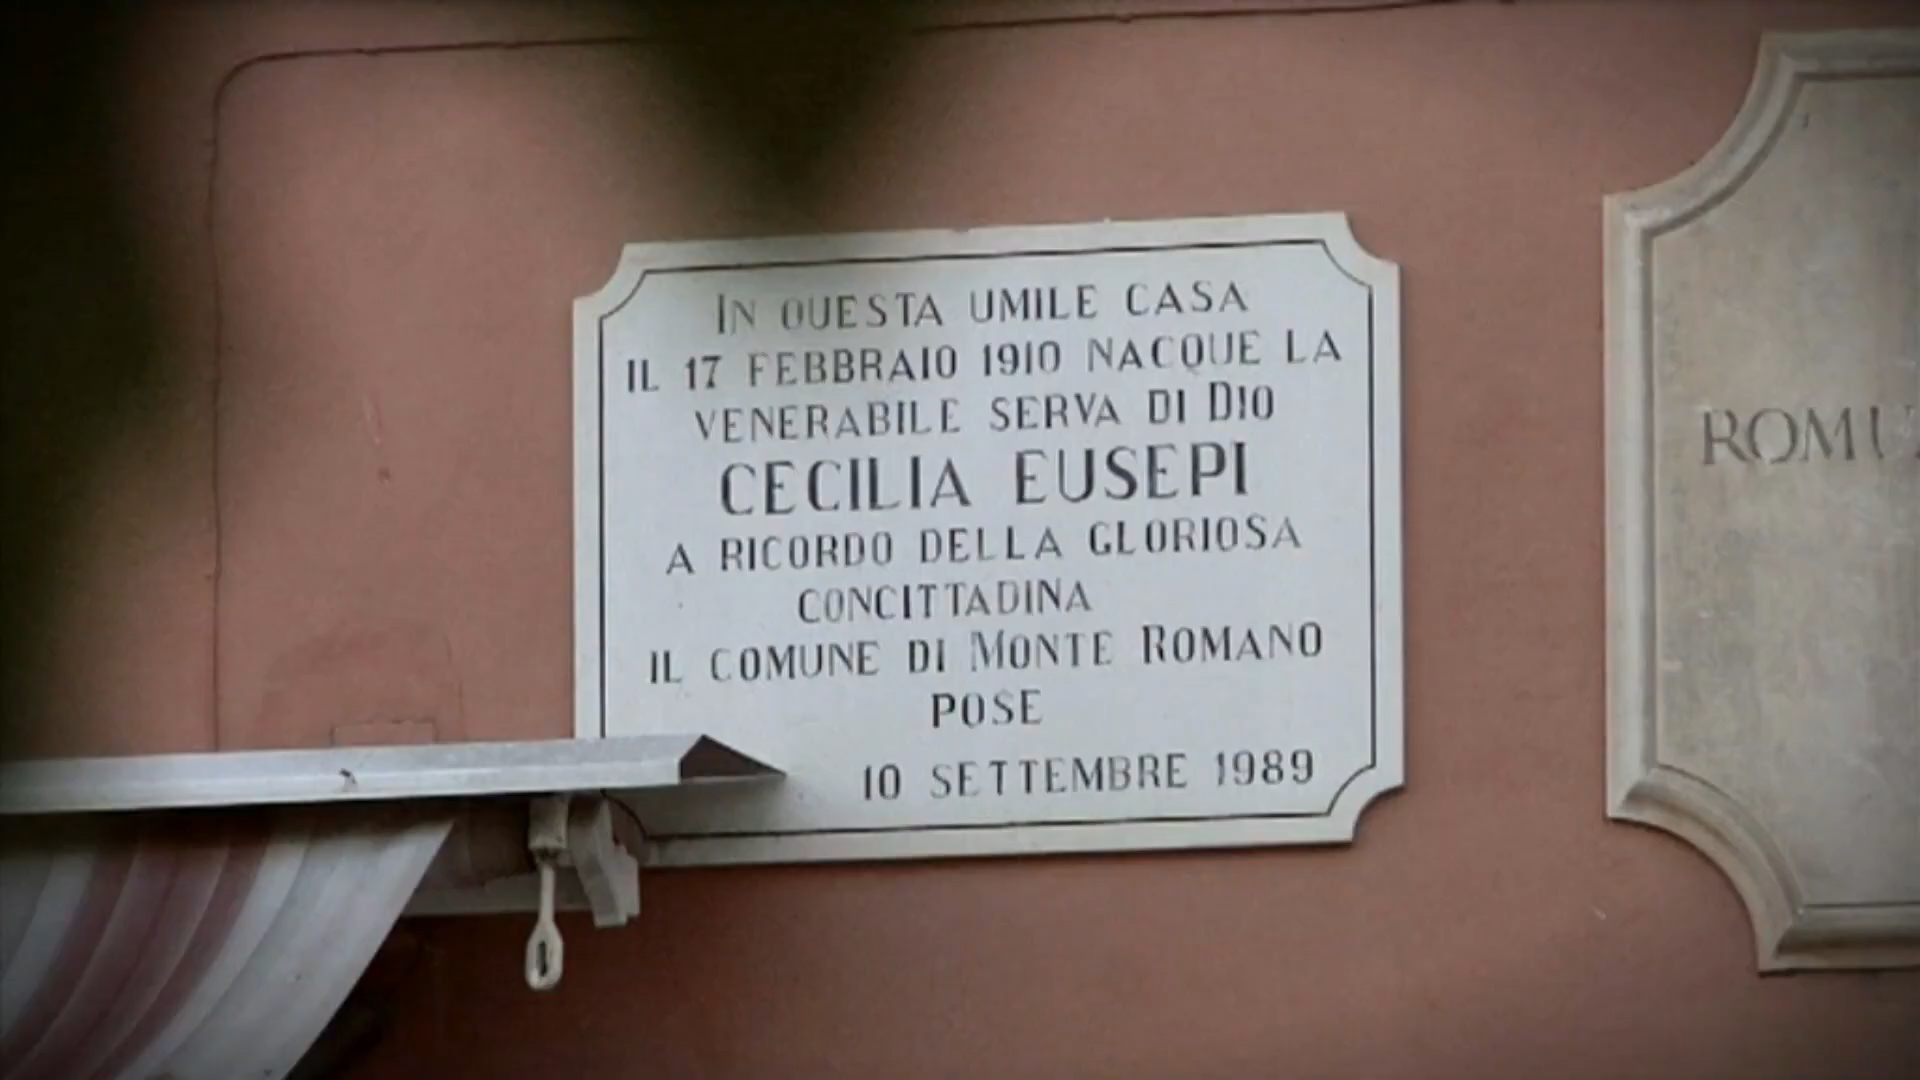 IN QUESTA UMILE CASA
IL 17 FEBBRAIO 1910 NACQUE LA
VENERABILE SERVA DI DIO
CECILIA EUSEPI
A RICORDO DELLA GLORIOSA
CONCITTADINA
IL COMUNE DI MONTE ROMANO
POSE
10 SETTEMBRE 1989